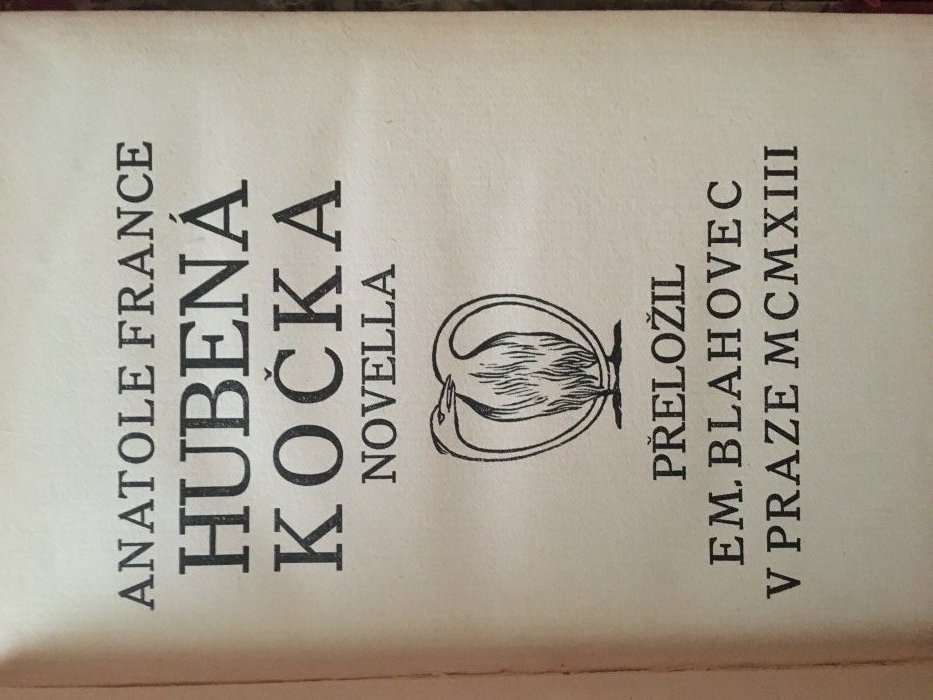 ANATOLE FRANCE
HUBENÁ
KOČKA
NOVELLA
PŘELOŽIL
EM. BLAHOVEC
V PRAZE MCMXIII